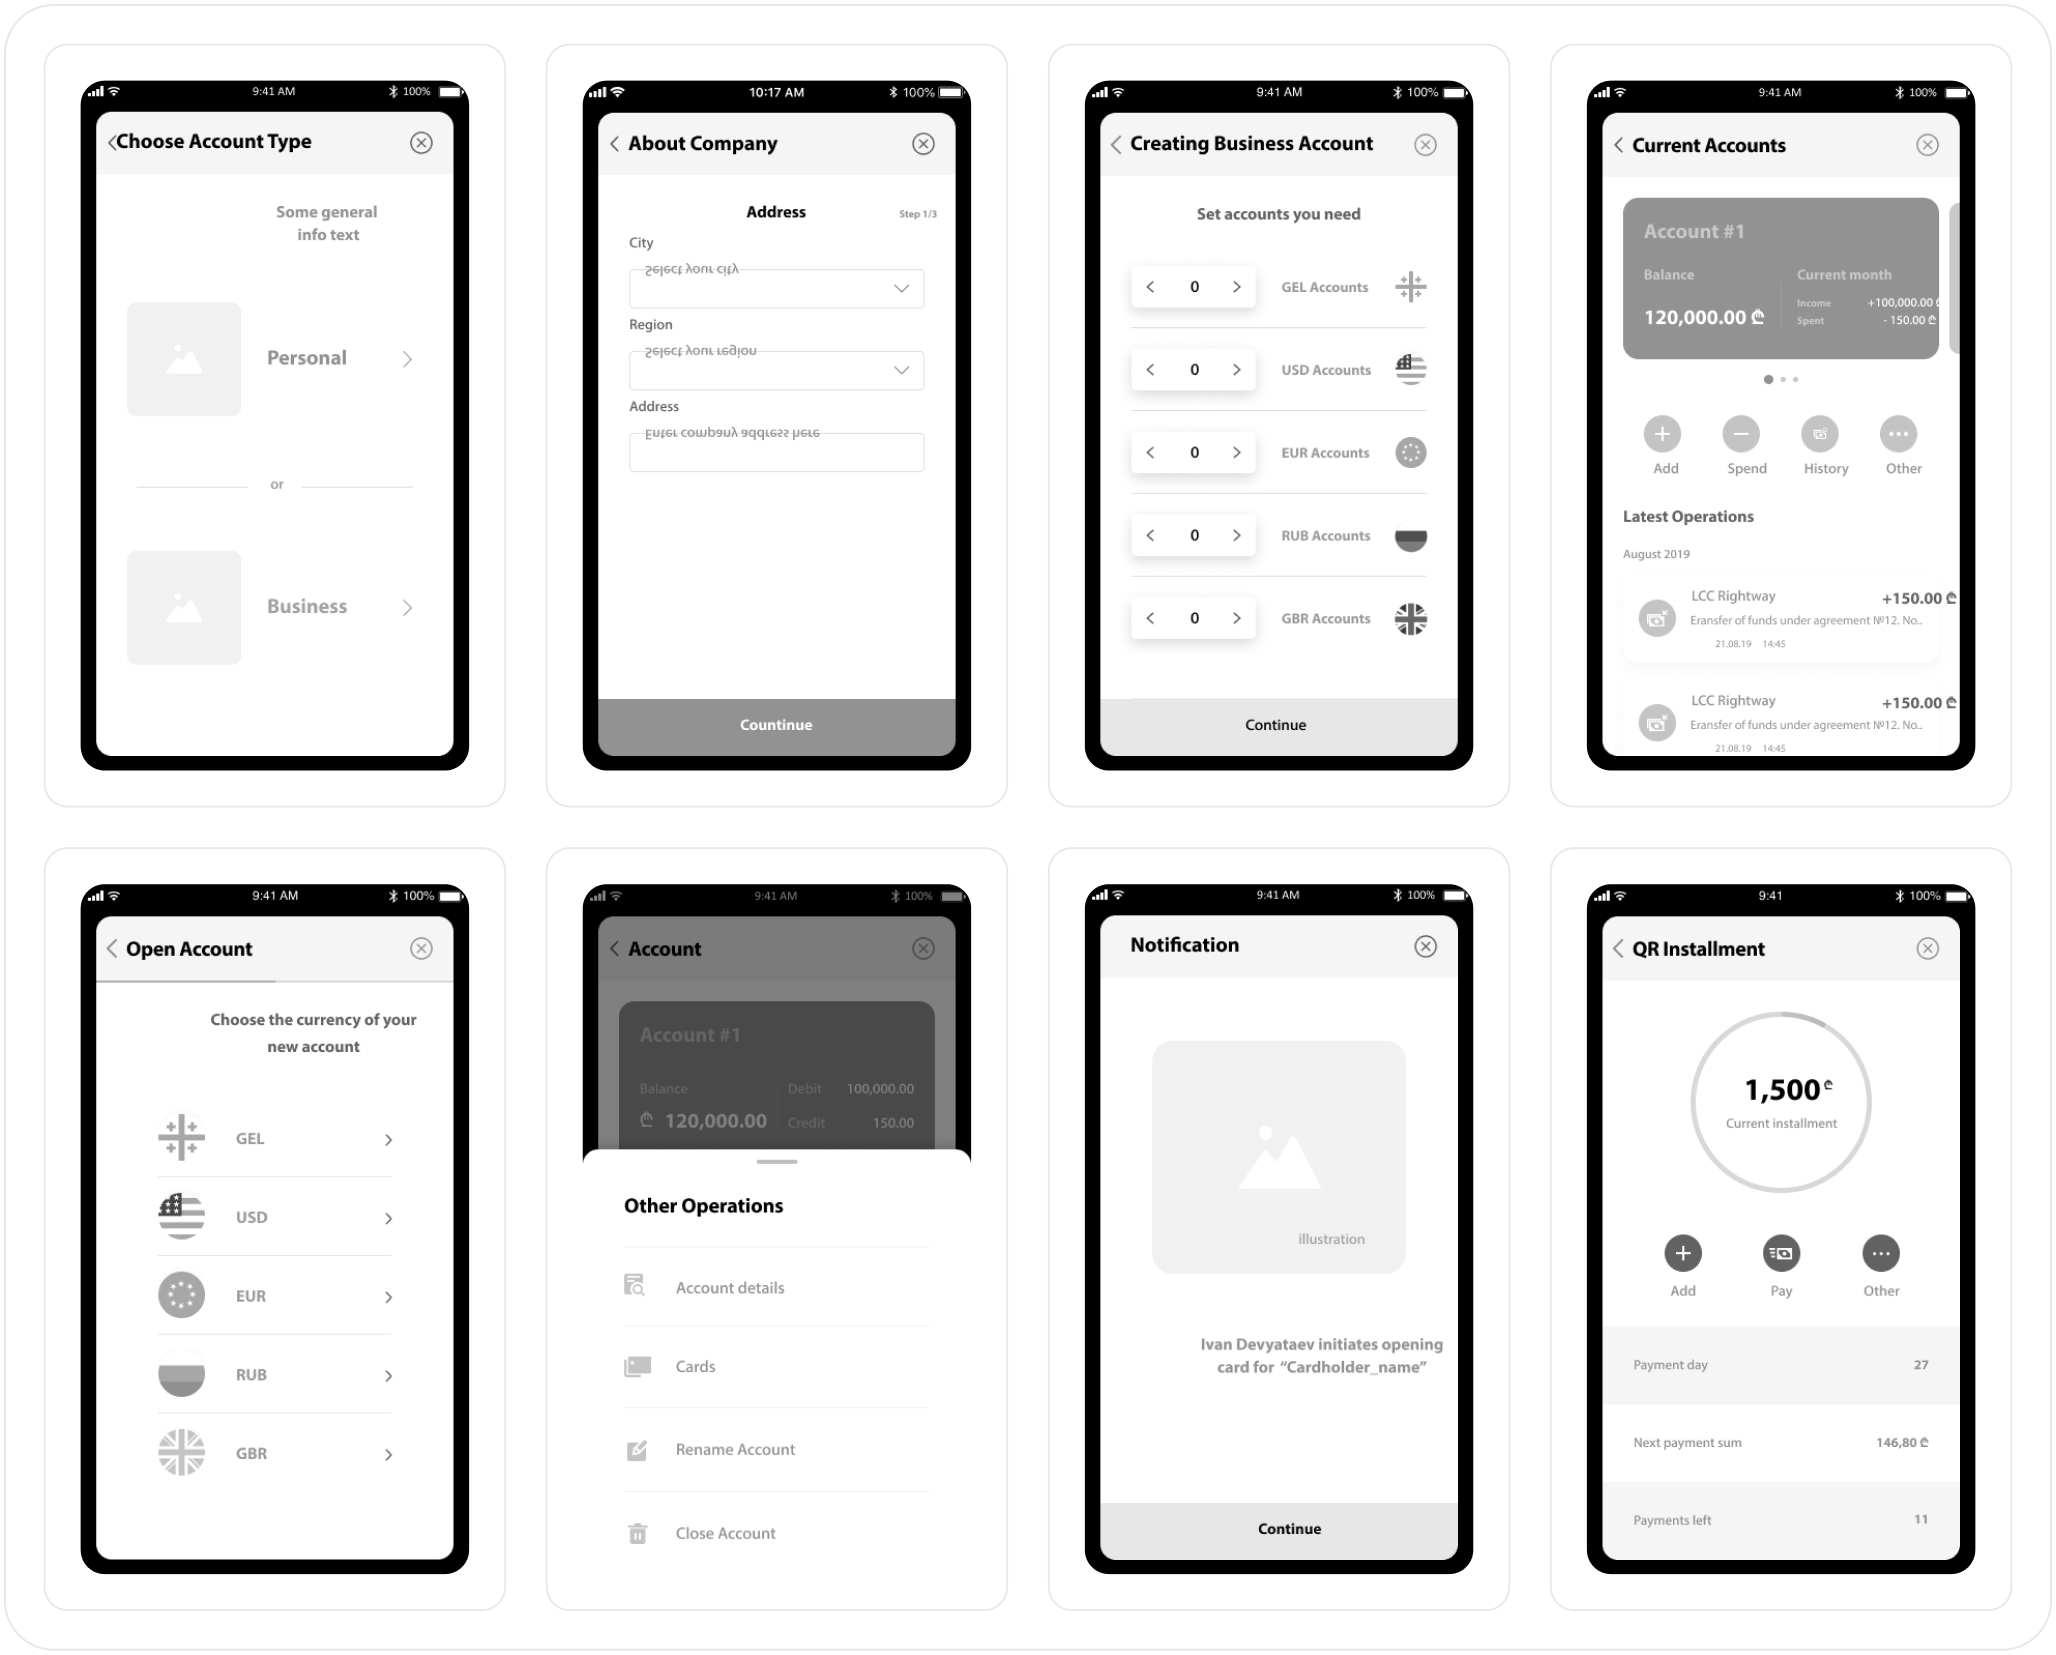 9:41 AM
100%
Choose Account Type
Some general
info text
Personal
or
Business
10:17 AM
100%
About Company
Address
Step 1/3
City
Select your city
Region
Select your region
Address
Enter company address here
Countinue
9:41 AM
100%
Creating Business Account
Set accounts you need
0 GEL Accounts
0 USD Accounts
0 EUR Accounts
0 RUB Accounts
0 GBR Accounts
Continue
9:41 AM
100%
Current Accounts
Account #1
Balance
Current month
Income +100,000.00 ₾
120,000.00 ₾
Spent - 150.00 ₾
Add Spend History Other
Latest Operations
August 2019
LCC Rightway +150.00 ₾
Eransfer of funds under agreement №12. No..
21.08.19 14:45
LCC Rightway +150.00 ₾
Eransfer of funds under agreement №12. No..
21.08.19 14:45
9:41 AM
100%
Open Account
Choose the currency of your
new account
GEL
USD
EUR
RUB
GBR
9:41 AM
100%
Account
Account #1
Balance Debit 100,000.00
₾ 120,000.00 Credit 150.00
Other Operations
Account details
Cards
Rename Account
Close Account
9:41 AM
100%
Notification
illustration
Ivan Devyataev initiates opening
card for “Cardholder_name”
Continue
9:41
100%
QR Installment
1,500 ₾
Current installment
Add Pay Other
Payment day 27
Next payment sum 146,80 ₾
Payments left 11